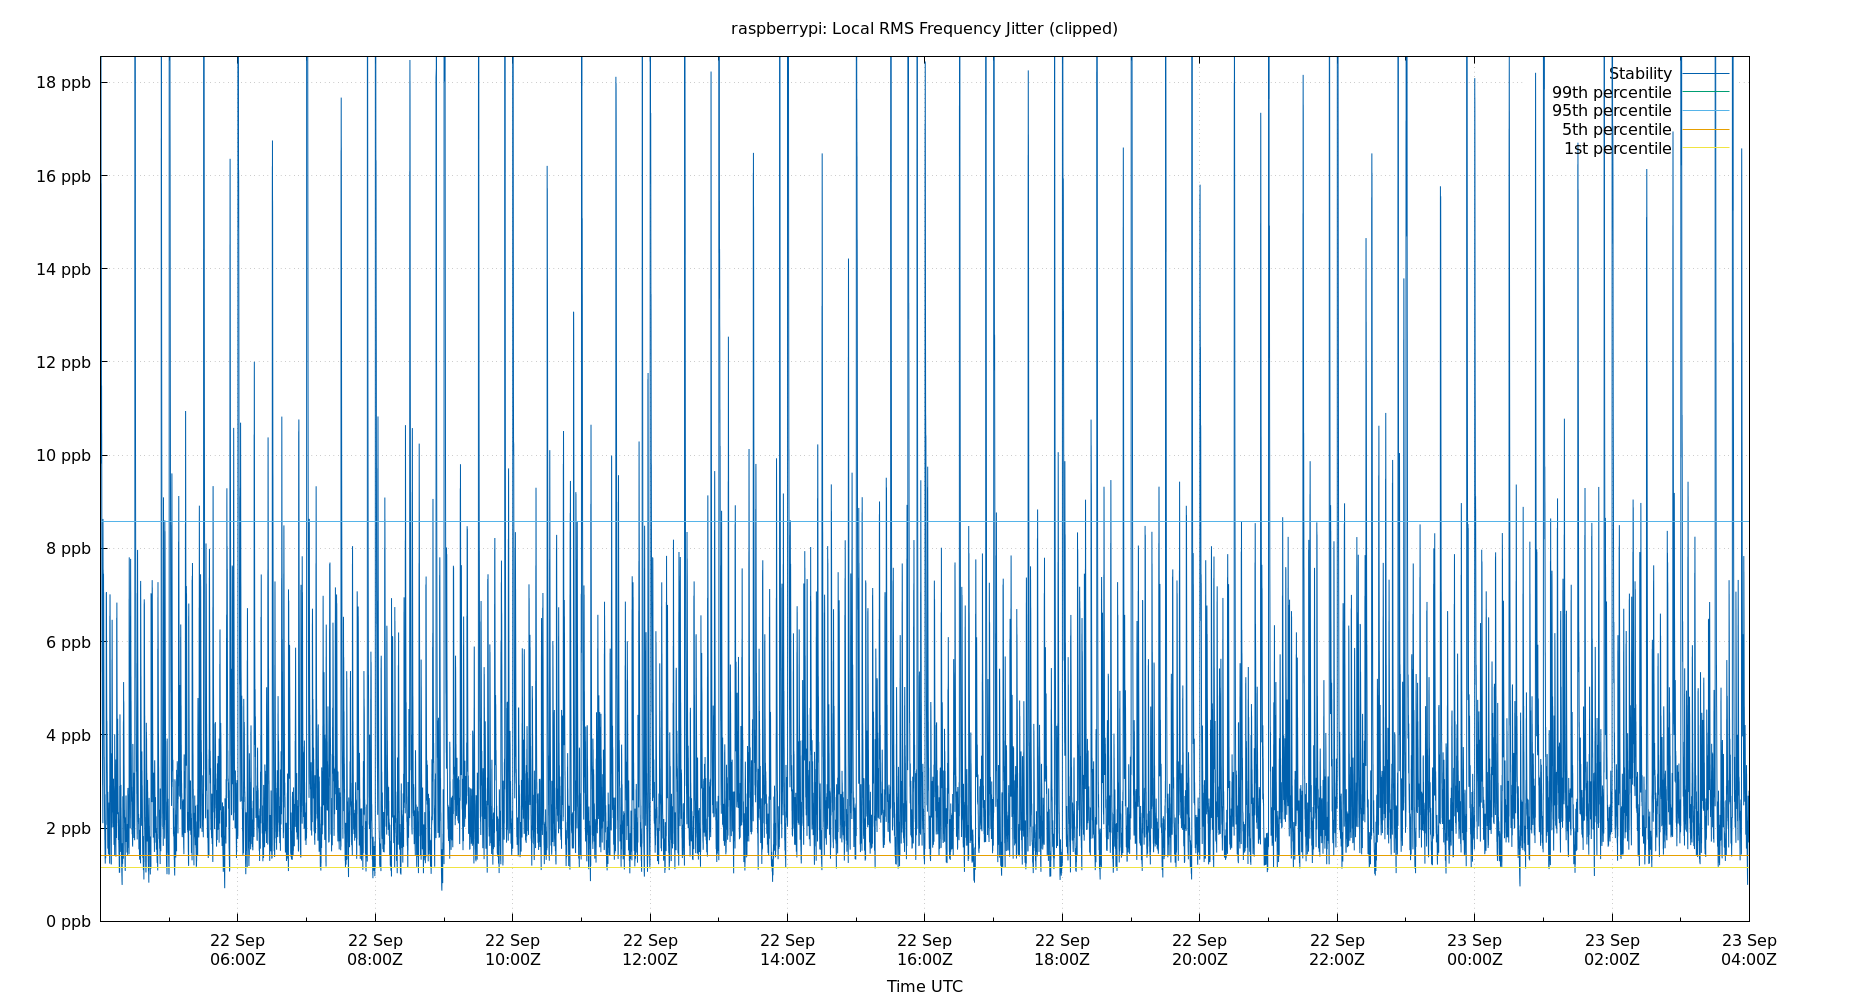 raspberrypi: Local RMS Frequency Jitter (clipped)
18 ppb
16 ppb
14 ppb
12 ppb
10 ppb
8 ppb
6 ppb
4 ppb
2 ppb
0 ppb
Stability
99th percentile
95th percentile
5th percentile
1st percentile
22 Sep 22 Sep 22 Sep 22 Sep 22 Sep 22 Sep 22 Sep 22 Sep 22 Sep 23 Sep 23 Sep 23 Sep
06:00Z 08:00Z 10:00Z 12:00Z 14:00Z 16:00Z 18:00Z 20:00Z 22:00Z 00:00Z 02:00Z 04:00Z
Time UTC